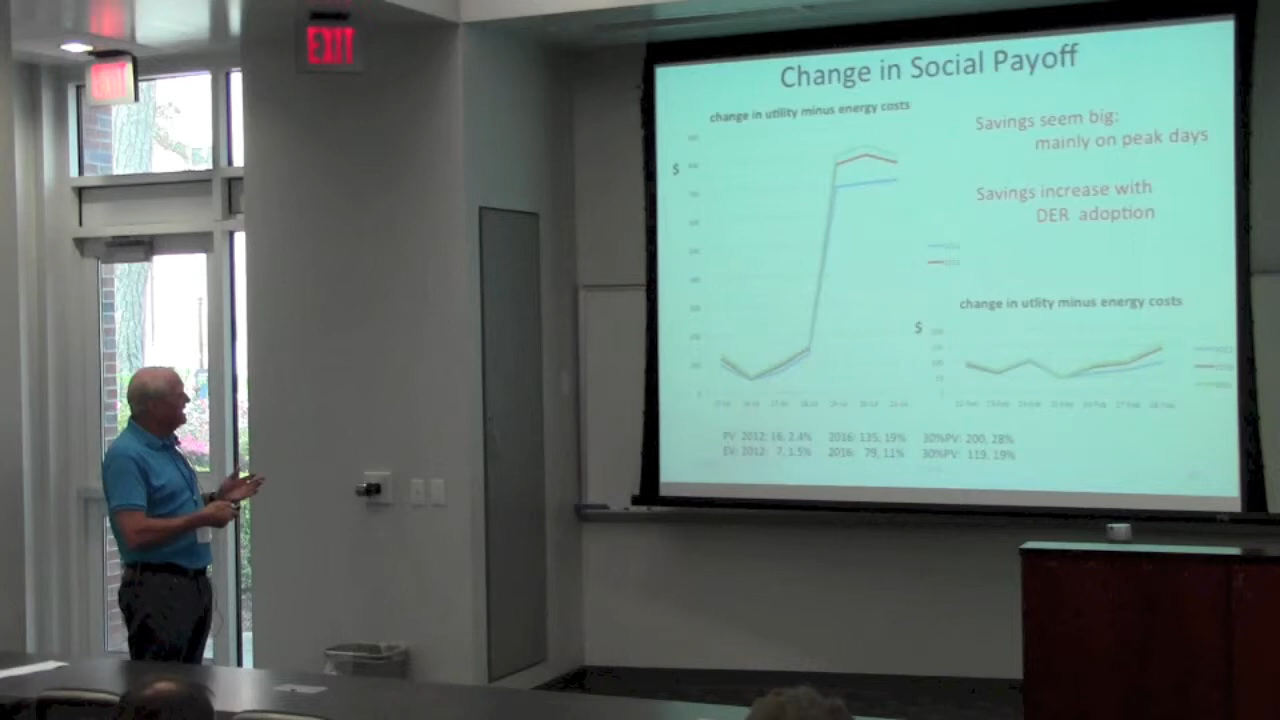 EXIT
EXIT
Change in Social Payoff
change in utility minus energy costs
$
Savings seem big:
mainly on peak days
Savings increase with
DER adoption
change in utlity minus energy costs
$
PV: 2012: 16, 2.4% 2016: 135, 19% 30%PV: 200, 28%
EV: 2012: 7, 1.5% 2016: 79, 11% 30%PV: 119, 19%